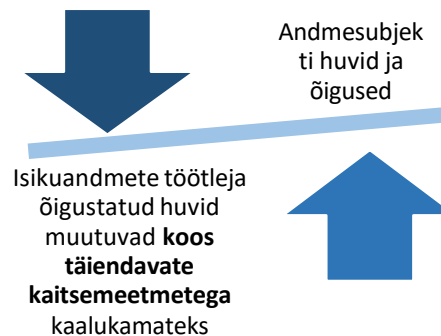 Andmesubjek
ti huvid ja
õigused
Isikuandmete töötleja
õigustatud huvid
muutuvad koos
täiendavate
kaitsemeetmetega
kaalukamateks